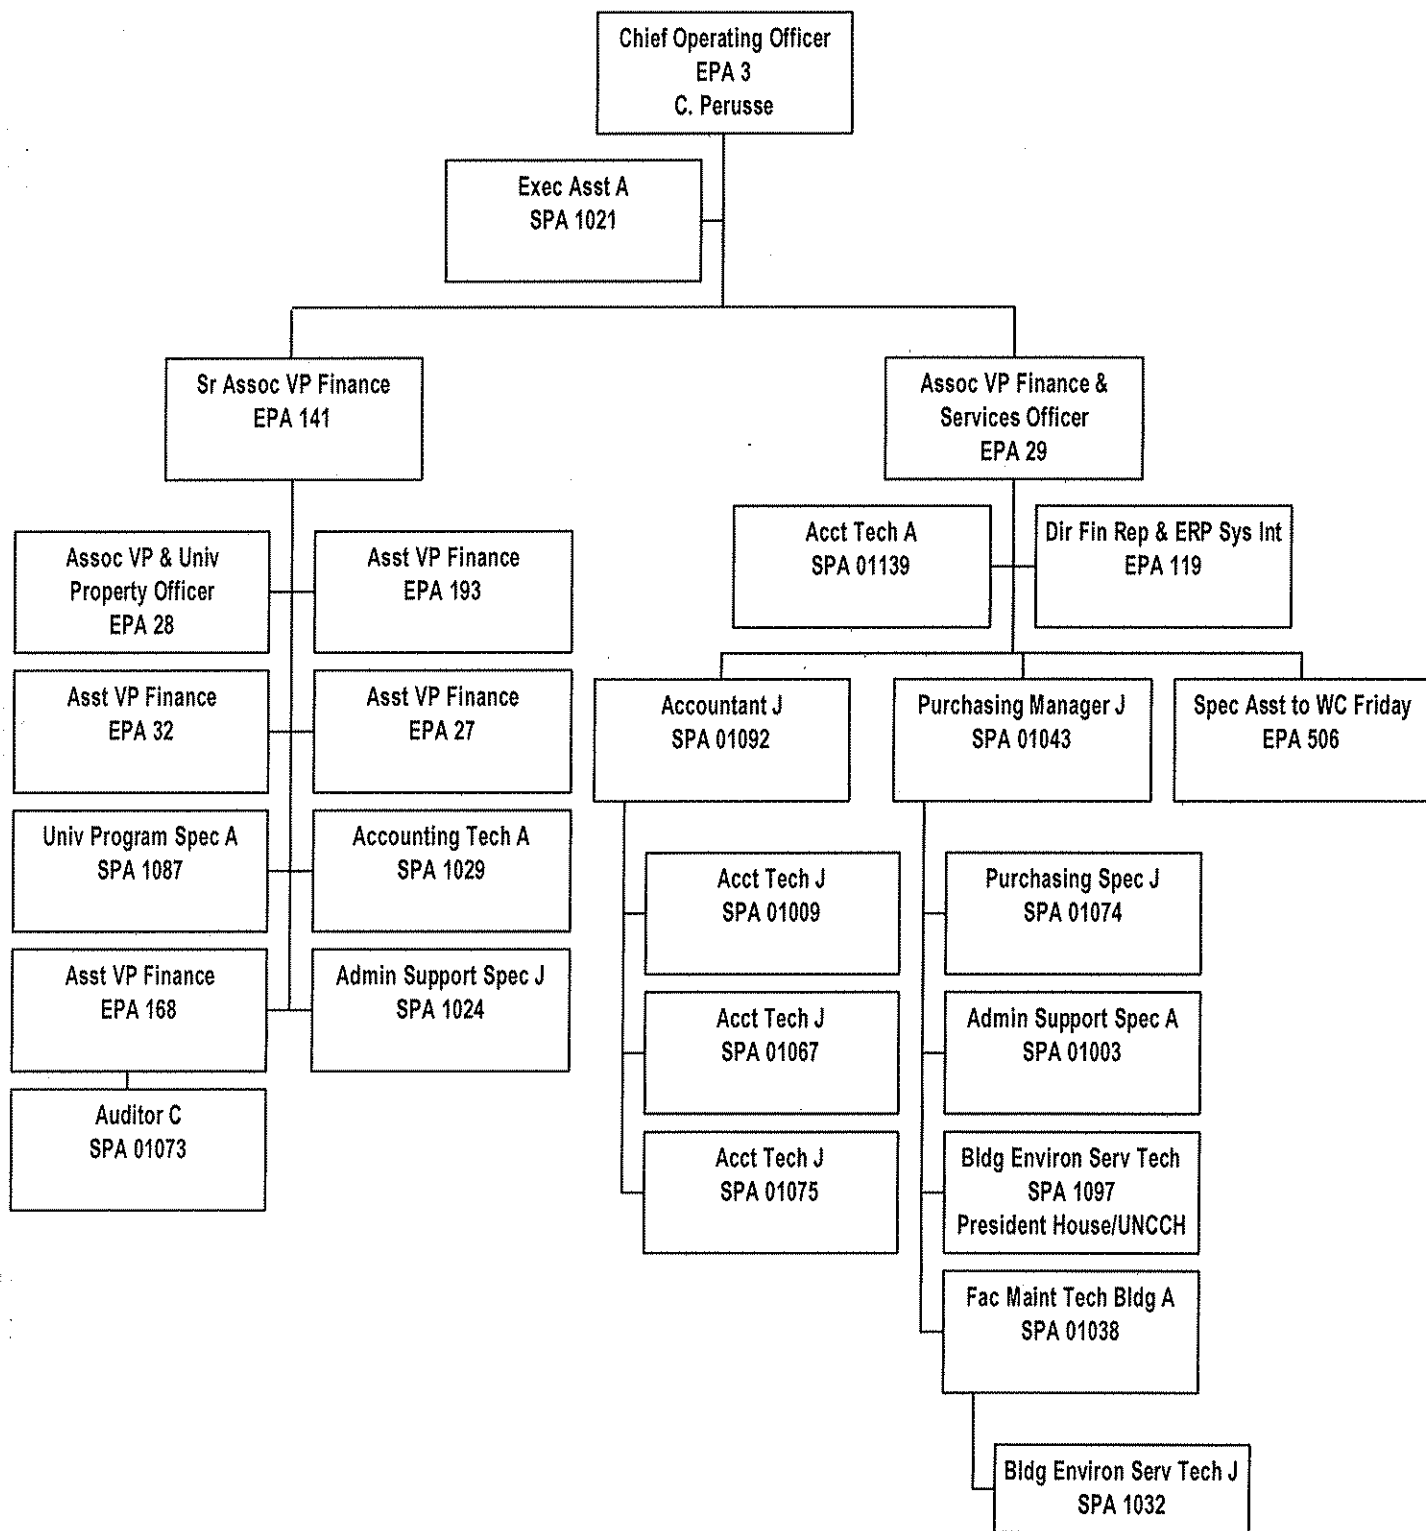 Chief Operating Officer
EPA 3
C. Perusse
Exec Asst A
SPA 1021
Sr Assoc VP Finance
EPA 141
Assoc VP Finance &
Services Officer
EPA 29
Assoc VP & Univ
Property Officer
EPA 28
Asst VP Finance
EPA 193
Acct Tech A
SPA 01139
Dir Fin Rep & ERP Sys Int
EPA 119
Asst VP Finance
EPA 32
Asst VP Finance
EPA 27
Accountant J
SPA 01092
Purchasing Manager J
SPA 01043
Spec Asst to WC Friday
EPA 506
Univ Program Spec A
SPA 1087
Accounting Tech A
SPA 1029
Acct Tech J
SPA 01009
Purchasing Spec J
SPA 01074
Asst VP Finance
EPA 168
Admin Support Spec J
SPA 1024
Acct Tech J
SPA 01067
Admin Support Spec A
SPA 01003
Auditor C
SPA 01073
Acct Tech J
SPA 01075
Bldg Environ Serv Tech
SPA 1097
President House/UNCCH
Fac Maint Tech Bldg A
SPA 01038
Bldg Environ Serv Tech J
SPA 1032